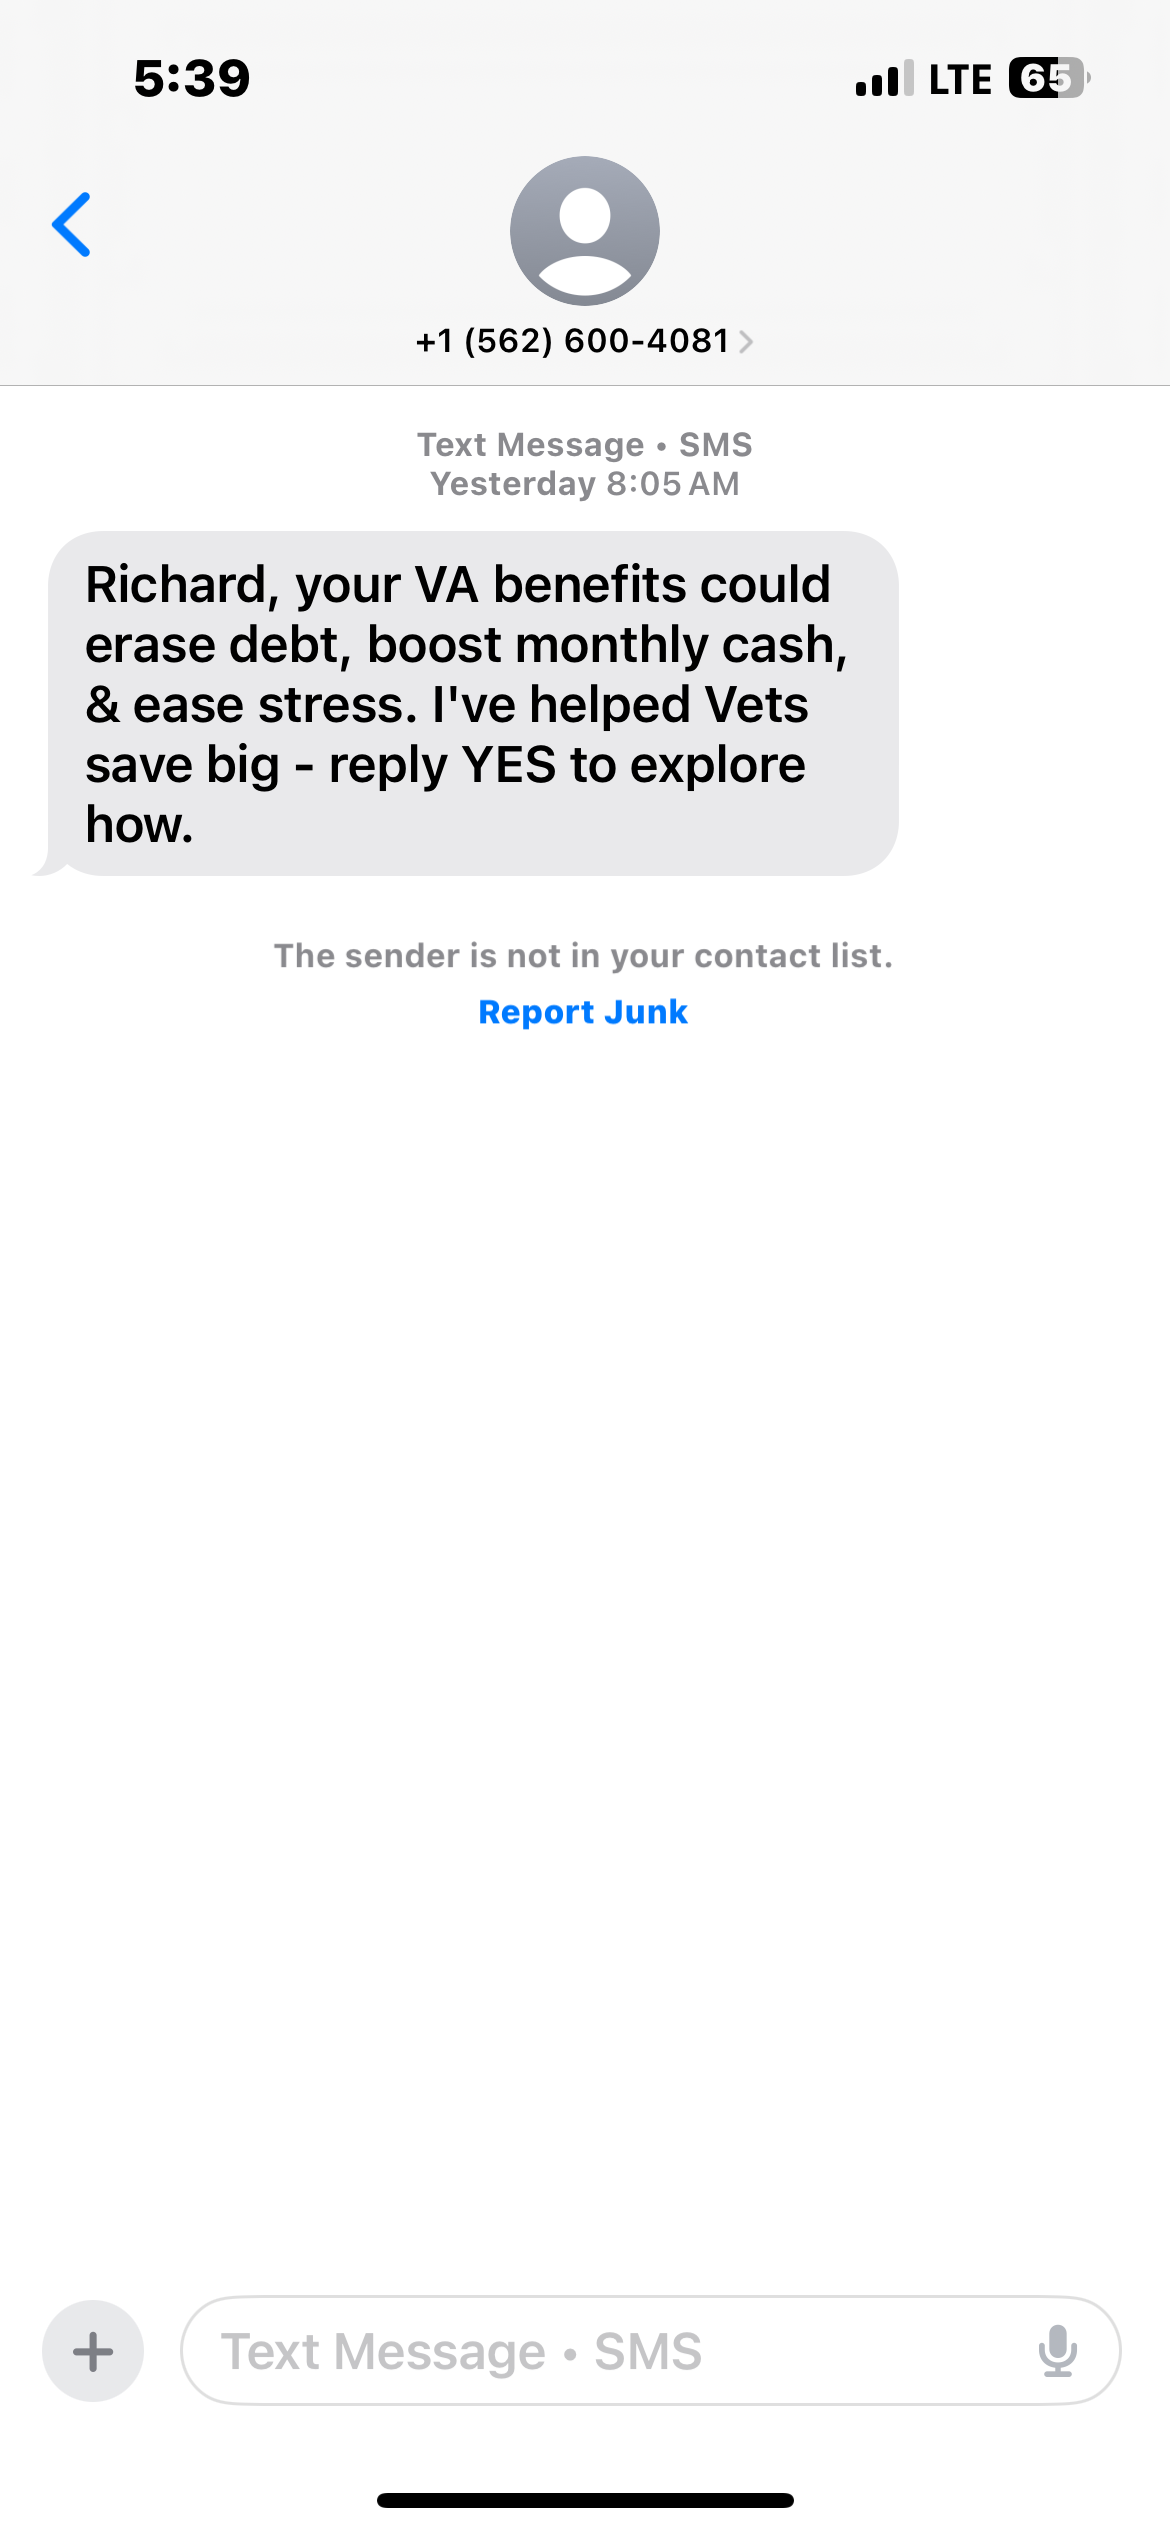 5:39
LTE 65
+1 (562) 600-4081
Text Message • SMS
Yesterday 8:05 AM
Richard, your VA benefits could
erase debt, boost monthly cash,
& ease stress. I've helped Vets
save big - reply YES to explore
how.
The sender is not in your contact list.
Report Junk
Text Message • SMS